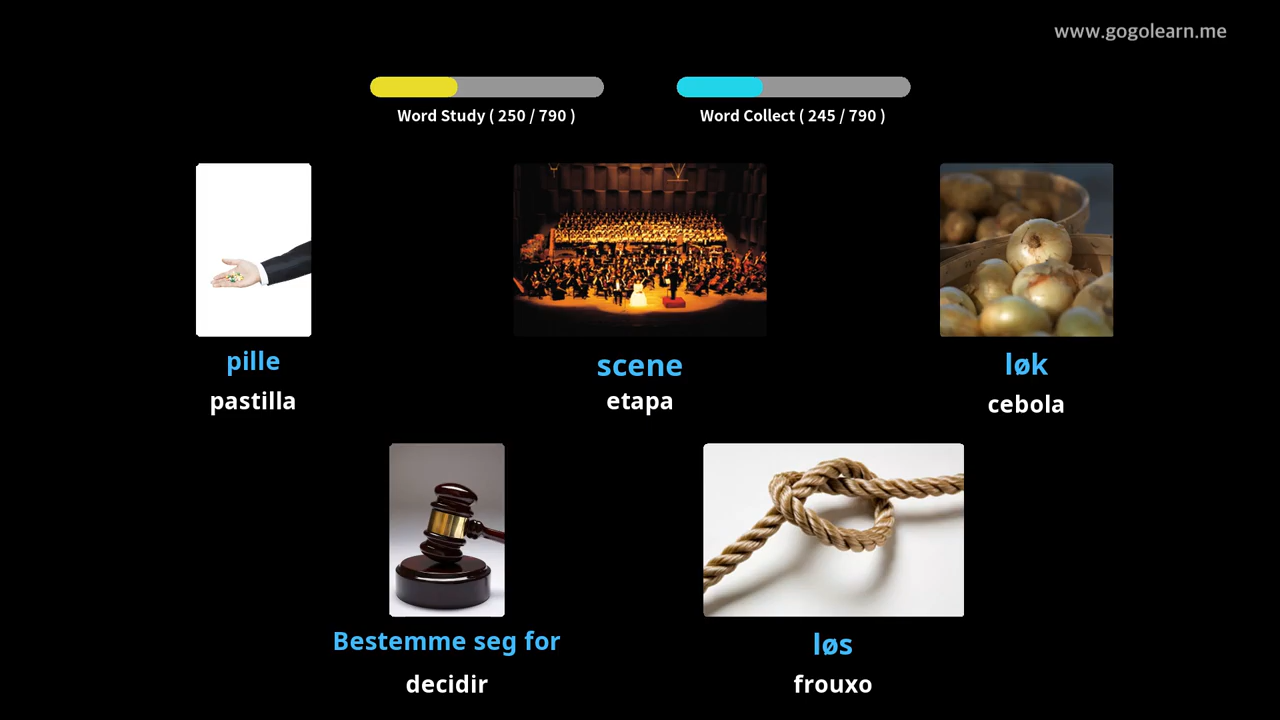 www.gogolearn.me
Word Study ( 250 / 790 )
Word Collect ( 245 / 790 )
pille
pastilla
scene
etapa
løk
cebola
Bestemme seg for
decidir
løs
frouxo